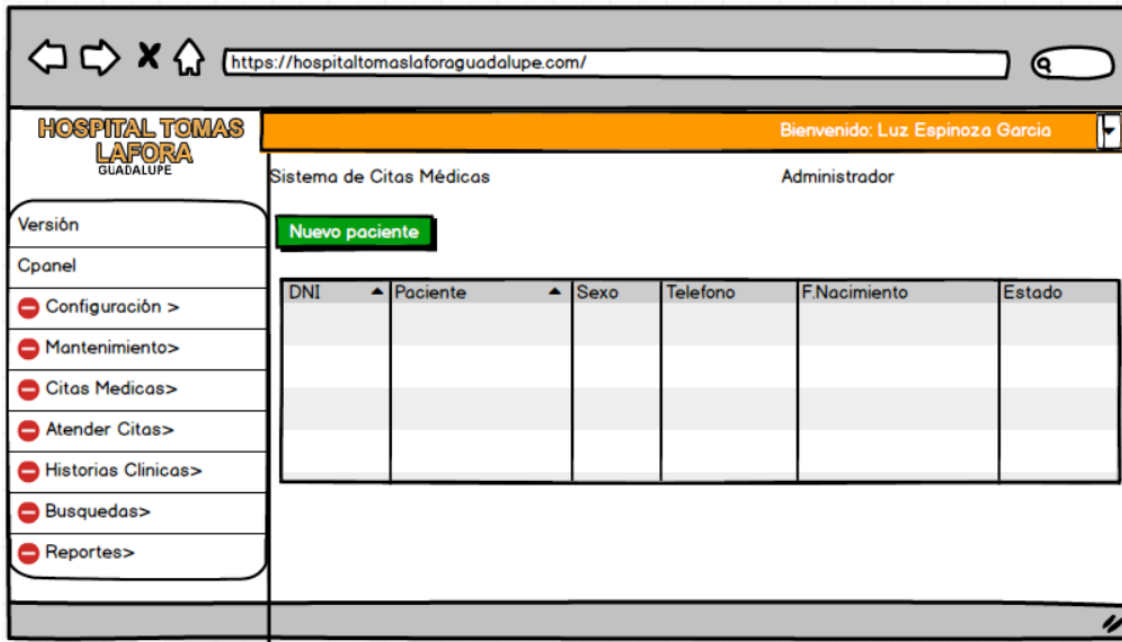 https://hospitaltomaslaforaguadalupe.com/
HOSPITAL TOMAS
LAFORA
GUADALUPE
Bienvenido: Luz Espinoza Garcia
Sistema de Citas Médicas
Administrador
Versión
Cpanel
Configuración >
Mantenimiento>
Citas Medicas>
Atender Citas>
Historias Clinicas>
Busquedas>
Reportes>
Nuevo paciente
DNI Paciente Sexo Telefono F.Nacimiento Estado